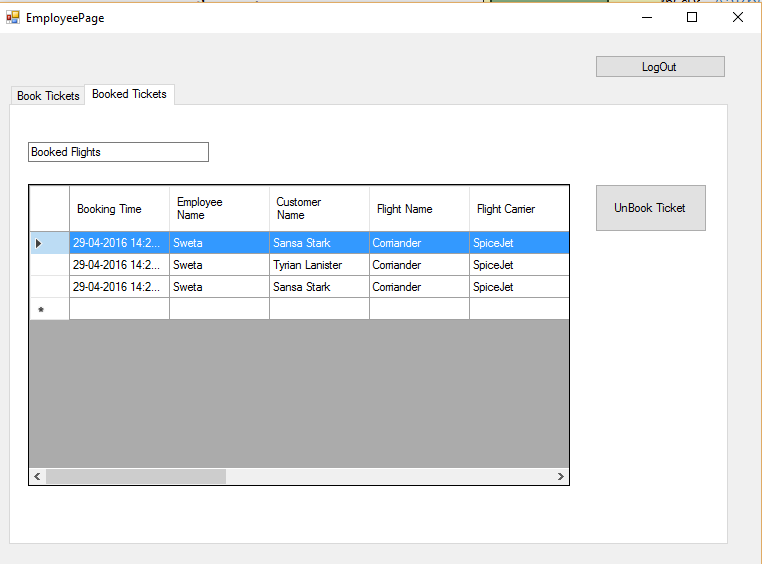 EmployeePage
LogOut
Book Tickets Booked Tickets
Booked Flights
Booking Time Employee Name Customer Name Flight Name Flight Carrier
29-04-2016 14:2... Sweta Sansa Stark Corriander SpiceJet
29-04-2016 14:2... Sweta Tyrian Lanister Corriander SpiceJet
29-04-2016 14:2... Sweta Sansa Stark Corriander SpiceJet
UnBook Ticket